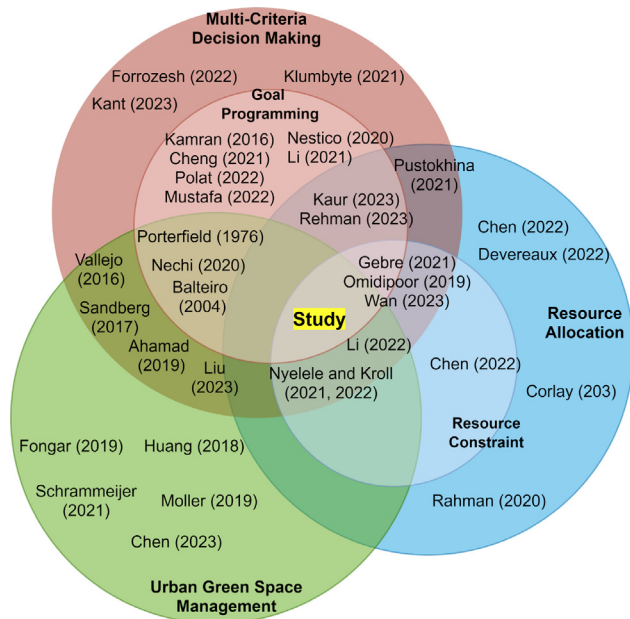 Multi-Criteria
Decision Making
Forrozesh (2022)
Klumbyte (2021)
Kant (2023)
Goal
Programming
Kamran (2016)
Cheng (2021)
Polat (2022)
Mustafa (2022)
Nestico (2020)
Li (2021)
Pustokhina
(2021)
Kaur (2023)
Rehman (2023)
Chen (2022)
Devereaux (2022)
Porterfield (1976)
Nechi (2020)
Balteiro
(2004)
Vallejo
(2016)
Sandberg
(2017)
Ahamad
(2019)
Liu
(2023)
Gebre (2021)
Omidipoor (2019)
Wan (2023)
Study
Li (2022)
Nyelele and Kroll
(2021, 2022)
Resource
Allocation
Chen (2022)
Corlay (203)
Resource
Constraint
Rahman (2020)
Fongar (2019)
Huang (2018)
Schrammeijer
(2021)
Moller (2019)
Chen (2023)
Urban Green Space
Management